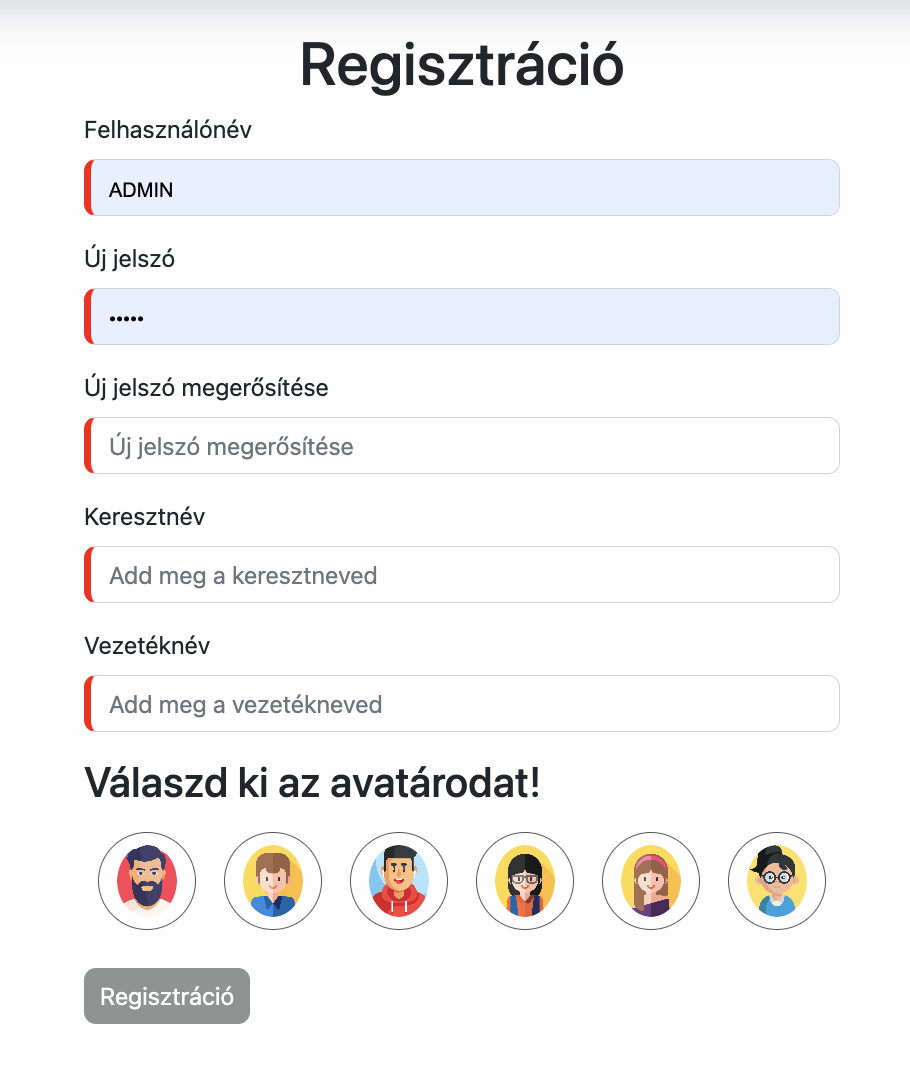 Regisztráció
Felhasználónév
ADMIN
Új jelszó
•••••
Új jelszó megerősítése
Új jelszó megerősítése
Keresztnév
Add meg a keresztneved
Vezetéknév
Add meg a vezetékneved
Válaszd ki az avatárodat!
Regisztráció